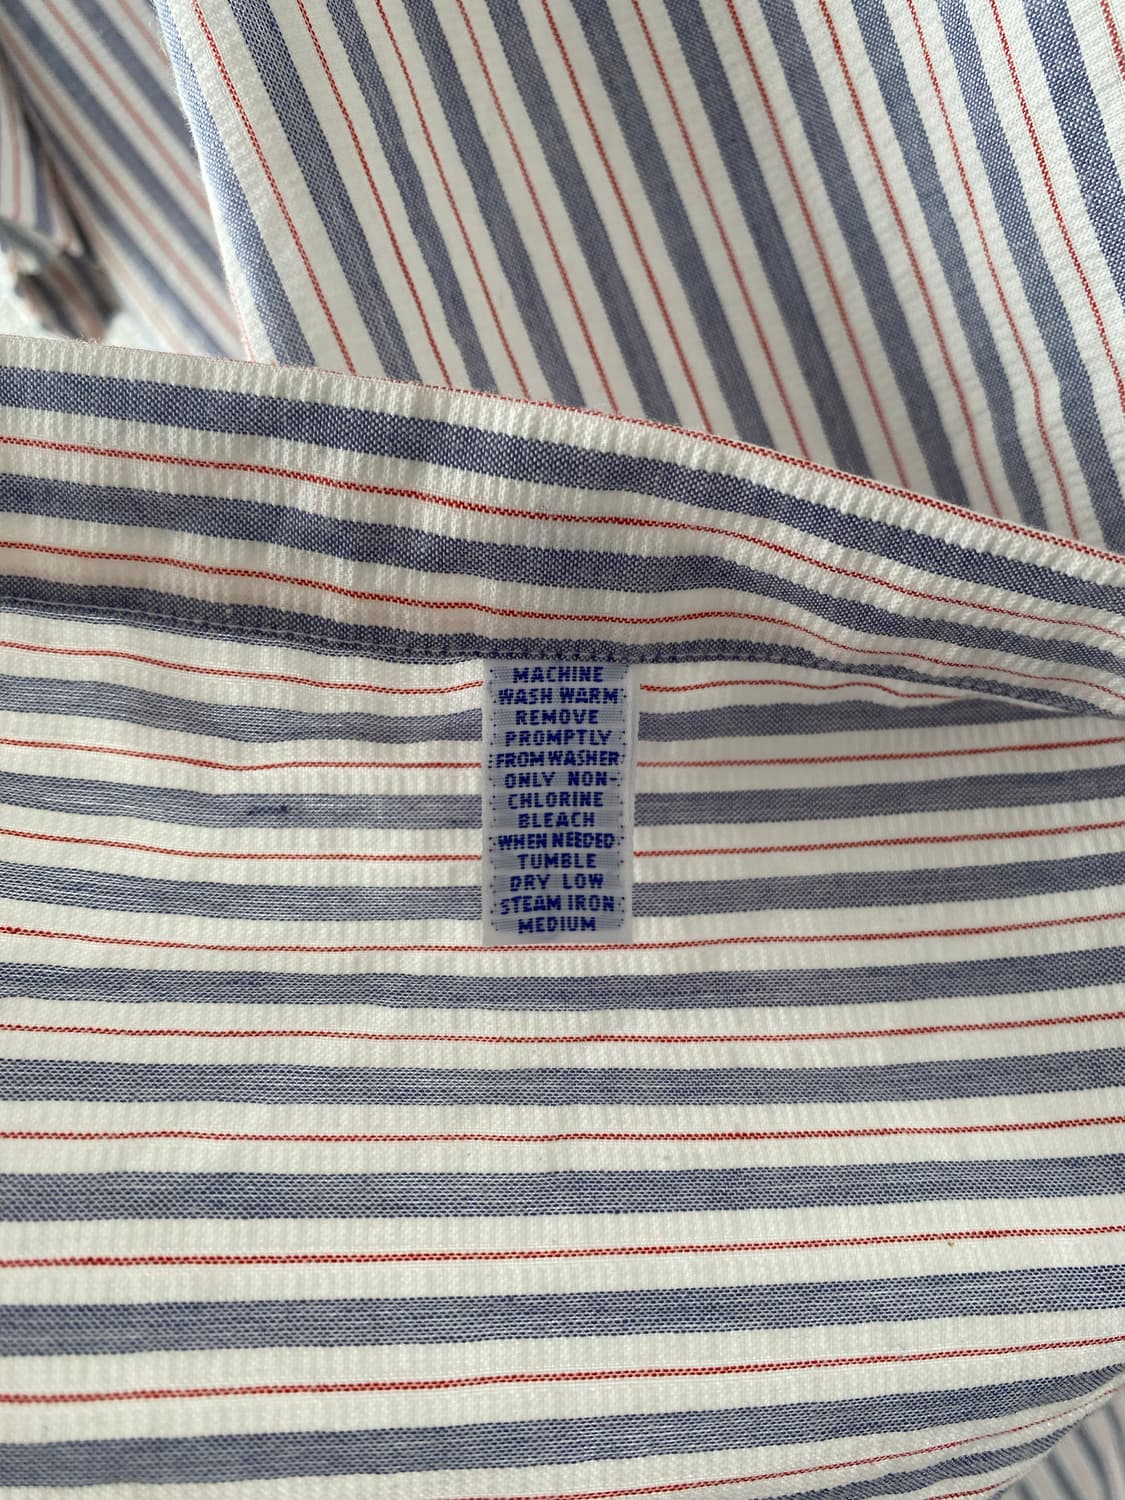 MACHINE
WASH WARM
REMOVE
PROMPTLY
FROM WASHER
ONLY NON-
CHLORINE
BLEACH
WHEN NEEDED
TUMBLE
DRY LOW
STEAM IRON
MEDIUM